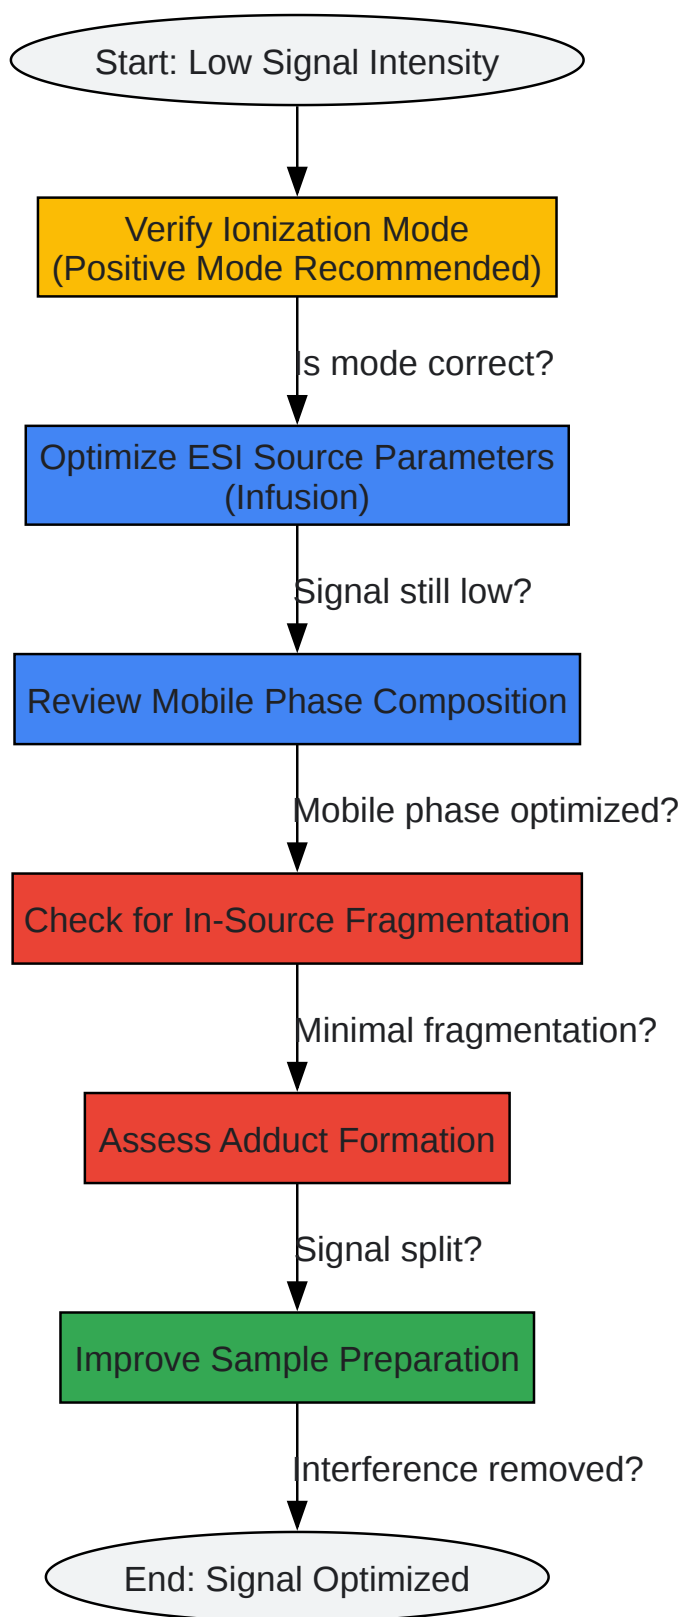 Start: Low Signal Intensity
Verify Ionization Mode
(Positive Mode Recommended)
Is mode correct?
Optimize ESI Source Parameters
(Infusion)
Signal still low?
Review Mobile Phase Composition
Mobile phase optimized?
Check for In-Source Fragmentation
Minimal fragmentation?
Assess Adduct Formation
Signal split?
Improve Sample Preparation
Interference removed?
End: Signal Optimized